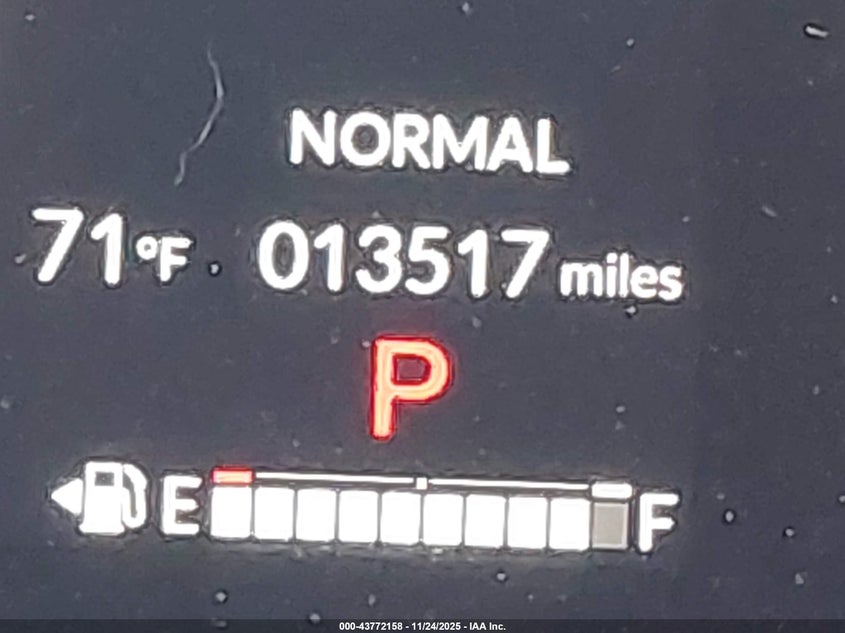 NORMAL
71°F 013517 miles
P
E F
000-43772158 - 11/24/2025 - IAA Inc.